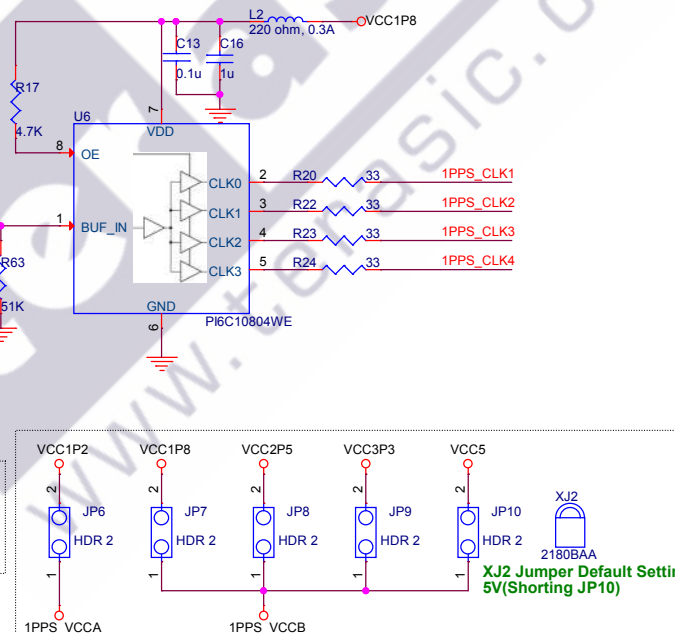 L2
220 ohm, 0.3A
VCC1P8
C13
C16
0.1u
1u
R17
4.7K
U6
7
VDD
8
OE
2
R20
33
1PPS_CLK1
CLK0
3
R22
33
1PPS_CLK2
CLK1
1
BUF_IN
4
R23
33
1PPS_CLK3
CLK2
5
R24
33
1PPS_CLK4
CLK3
R63
51K
GND
6
PI6C10804WE
www.terasic.c
VCC1P2
VCC1P8
VCC2P5
VCC3P3
VCC5
2
2
2
2
2
JP6
JP7
JP8
JP9
JP10
XJ2
HDR 2
HDR 2
HDR 2
HDR 2
HDR 2
2180BAA
1
1
1
1
1
XJ2 Jumper Default Settin
5V(Shorting JP10)
1PPS_VCCA
1PPS_VCCB